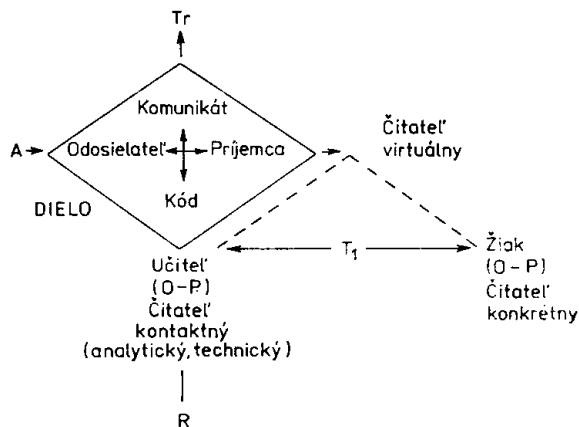 Tr
Komunikát
A Odosielateľ Príjemca
Čitateľ
virtuálny
Kód
DIELO
Učiteľ
(O-P)
Čitateľ
kontaktný
(analytický, technický)
T1
Žiak
(O-P)
Čitateľ
konkrétny
R